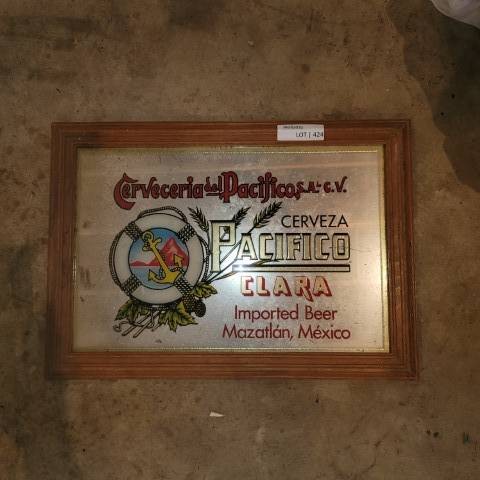 LOT | 424
Cerveceria del Pacifico, S.A. de C.V.
CERVEZA
PACIFICO
CLARA
Imported Beer
Mazatlán, México